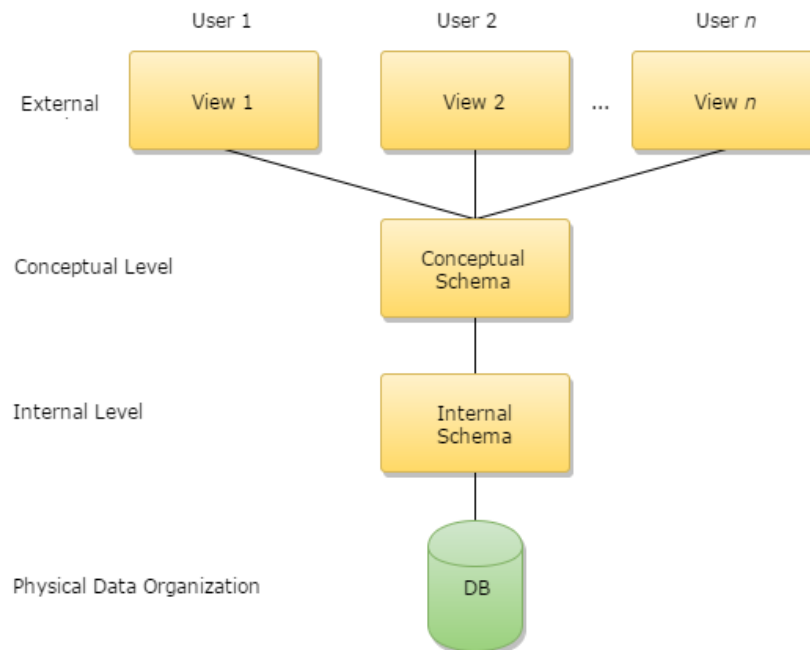 User 1
User 2
User n
External
View 1
View 2
...
View n
Conceptual Level
Conceptual
Schema
Internal Level
Internal
Schema
Physical Data Organization
DB